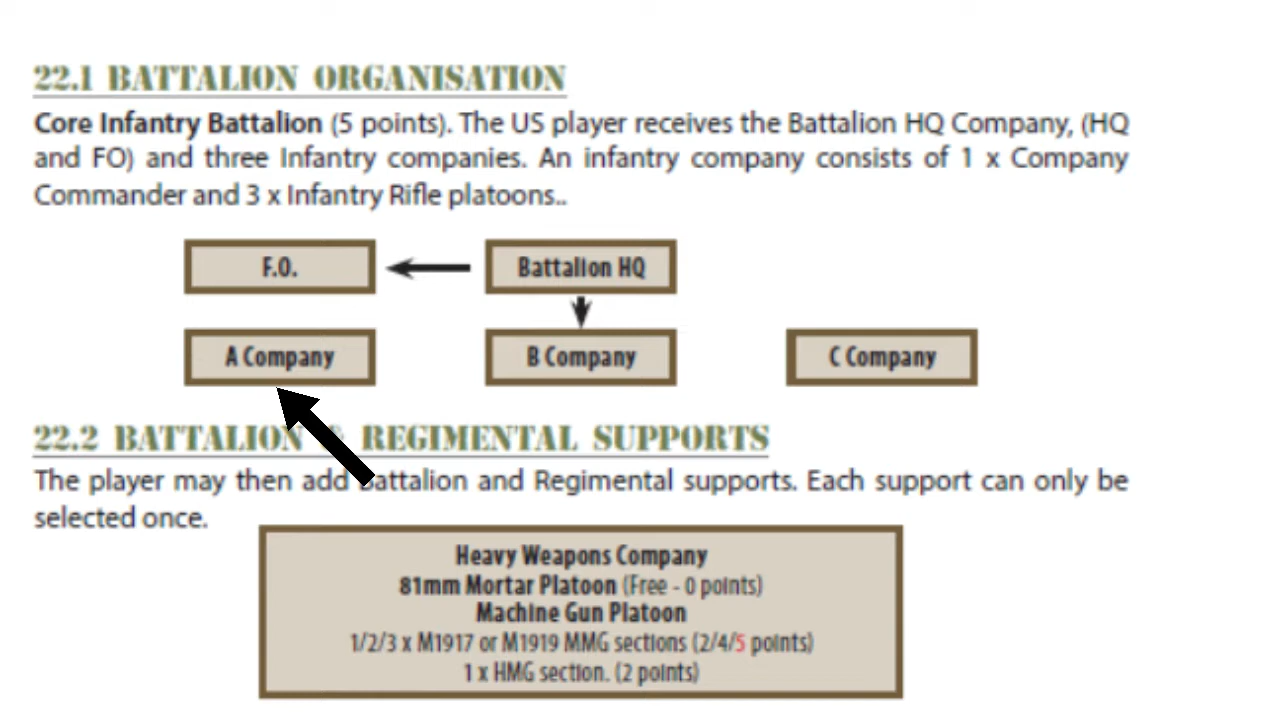 22.1 BATTALION ORGANISATION
Core Infantry Battalion (5 points). The US player receives the Battalion HQ Company, (HQ
and FO) and three Infantry companies. An infantry company consists of 1 x Company
Commander and 3 x Infantry Rifle platoons..
F.O.
Battalion HQ
A Company
B Company
C Company
22.2 BATTALION REGIMENTAL SUPPORTS
The player may then add Battalion and Regimental supports. Each support can only be
selected once.
Heavy Weapons Company
81mm Mortar Platoon (Free - 0 points)
Machine Gun Platoon
1/2/3 x M1917 or M1919 MMG sections (2/4/5 points)
1 x HMG section. (2 points)